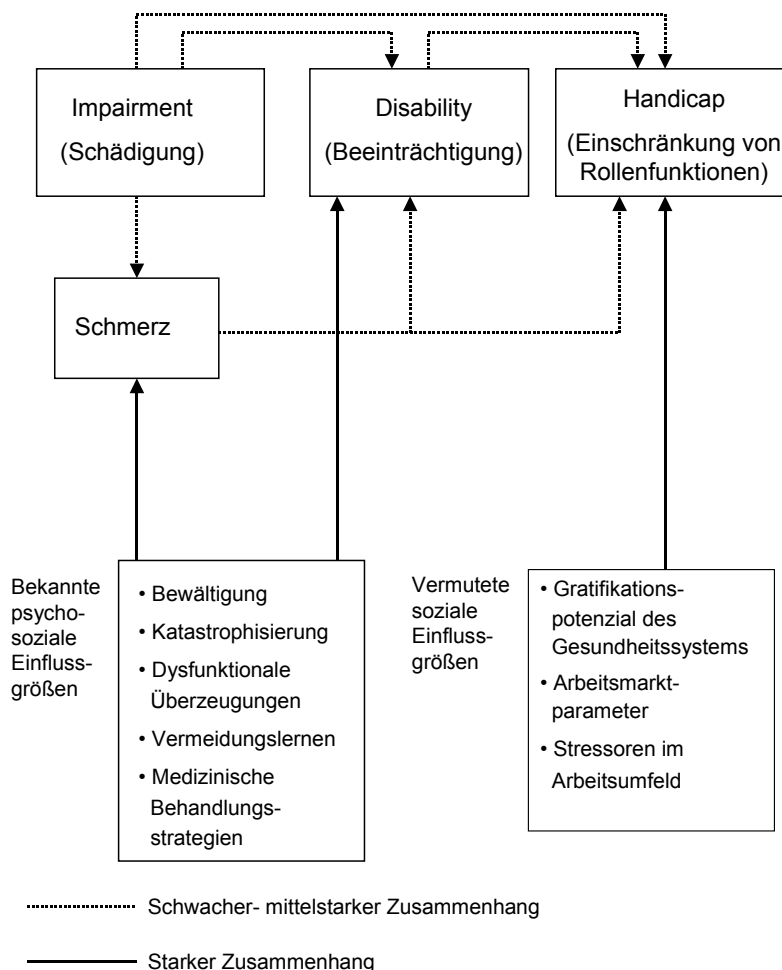 Impairment
(Schädigung)
Disability
(Beeinträchtigung)
Handicap
(Einschränkung von
Rollenfunktionen)
Schmerz
Bekannte
psycho-
soziale
Einfluss-
größen
• Bewältigung
• Katastrophisierung
• Dysfunktionale
Überzeugungen
• Vermeidungslernen
• Medizinische
Behandlungs-
strategien
Vermutete
soziale
Einfluss-
größen
• Gratifikations-
potenzial des
Gesundheitssystems
• Arbeitsmarkt-
parameter
• Stressoren im
Arbeitsumfeld
Schwacher- mittelstarker Zusammenhang
Starker Zusammenhang